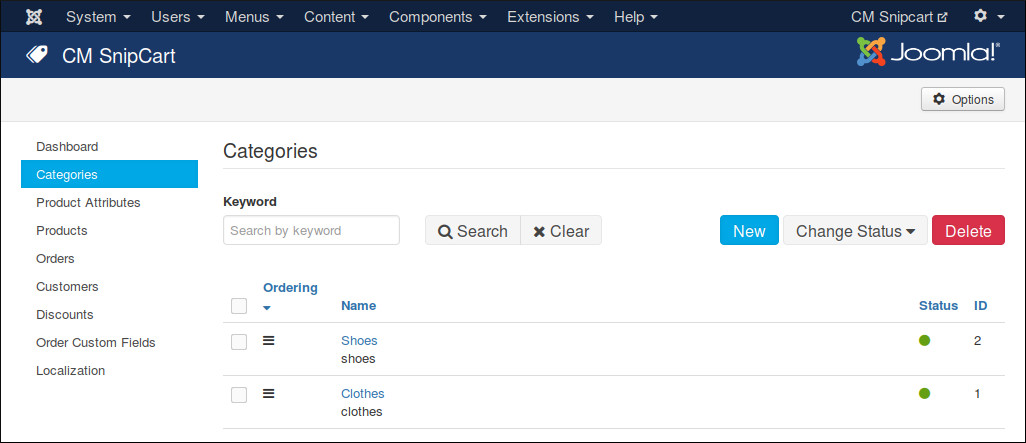 System Users Menus Content Components Extensions Help CM Snipcart
CM SnipCart Joomla!®
Options
Dashboard
Categories
Product Attributes
Products
Orders
Customers
Discounts
Order Custom Fields
Localization
Categories
Keyword
Search by keyword Search Clear New Change Status Delete
Ordering
Name Status ID
Shoes 2
shoes
Clothes 1
clothes